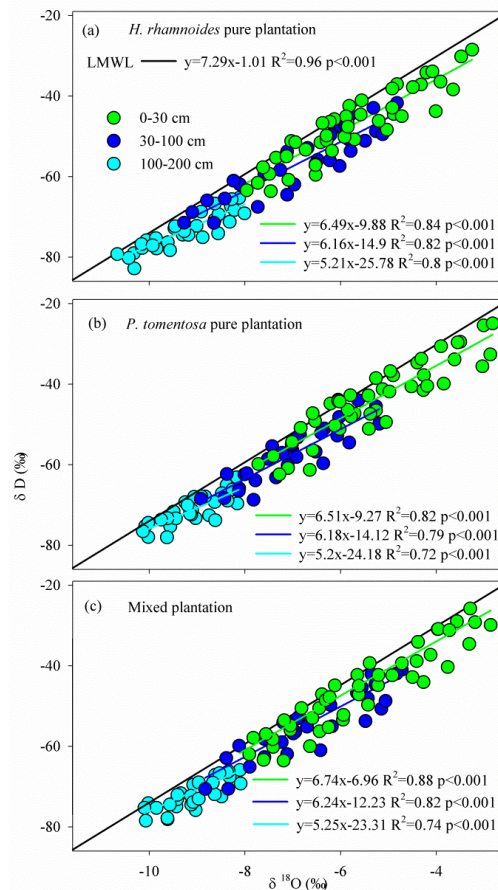 (a) H. rhamnoides pure plantation
LMWL y=7.29x-1.01 R²=0.96 p<0.001
0-30 cm
30-100 cm
100-200 cm
y=6.49x-9.88 R²=0.84 p<0.001
y=6.16x-14.9 R²=0.82 p<0.001
y=5.21x-25.78 R²=0.8 p<0.001
-20
-40
-60
-80
(b) P. tomentosa pure plantation
y=6.51x-9.27 R²=0.82 p<0.001
y=6.18x-14.12 R²=0.79 p<0.001
y=5.2x-24.18 R²=0.72 p<0.001
-20
-40
-60
-80
δ D (‰)
(c) Mixed plantation
y=6.74x-6.96 R²=0.88 p<0.001
y=6.24x-12.23 R²=0.82 p<0.001
y=5.25x-23.31 R²=0.74 p<0.001
-20
-40
-60
-80
-10 -8 -6 -4
δ ¹⁸O (‰)